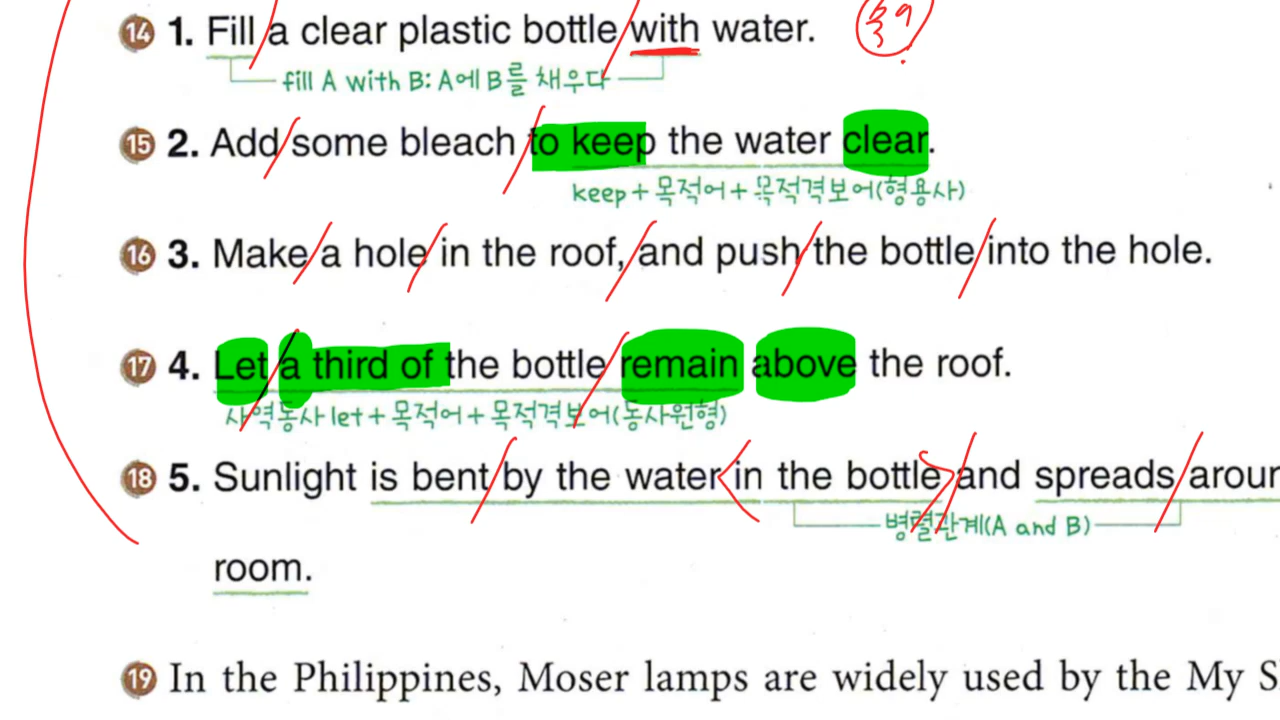 14 1. Fill a clear plastic bottle with water.
fill A with B: A에 B를 채우다
15 2. Add some bleach to keep the water clear.
keep + 목적어 + 목적격보어(형용사)
16 3. Make a hole in the roof, and push the bottle into the hole.
17 4. Let a third of the bottle remain above the roof.
사역동사 let + 목적어 + 목적격보어(동사원형)
18 5. Sunlight is bent by the water in the bottle and spreads arour
병렬관계(A and B)
room.
19 In the Philippines, Moser lamps are widely used by the My S